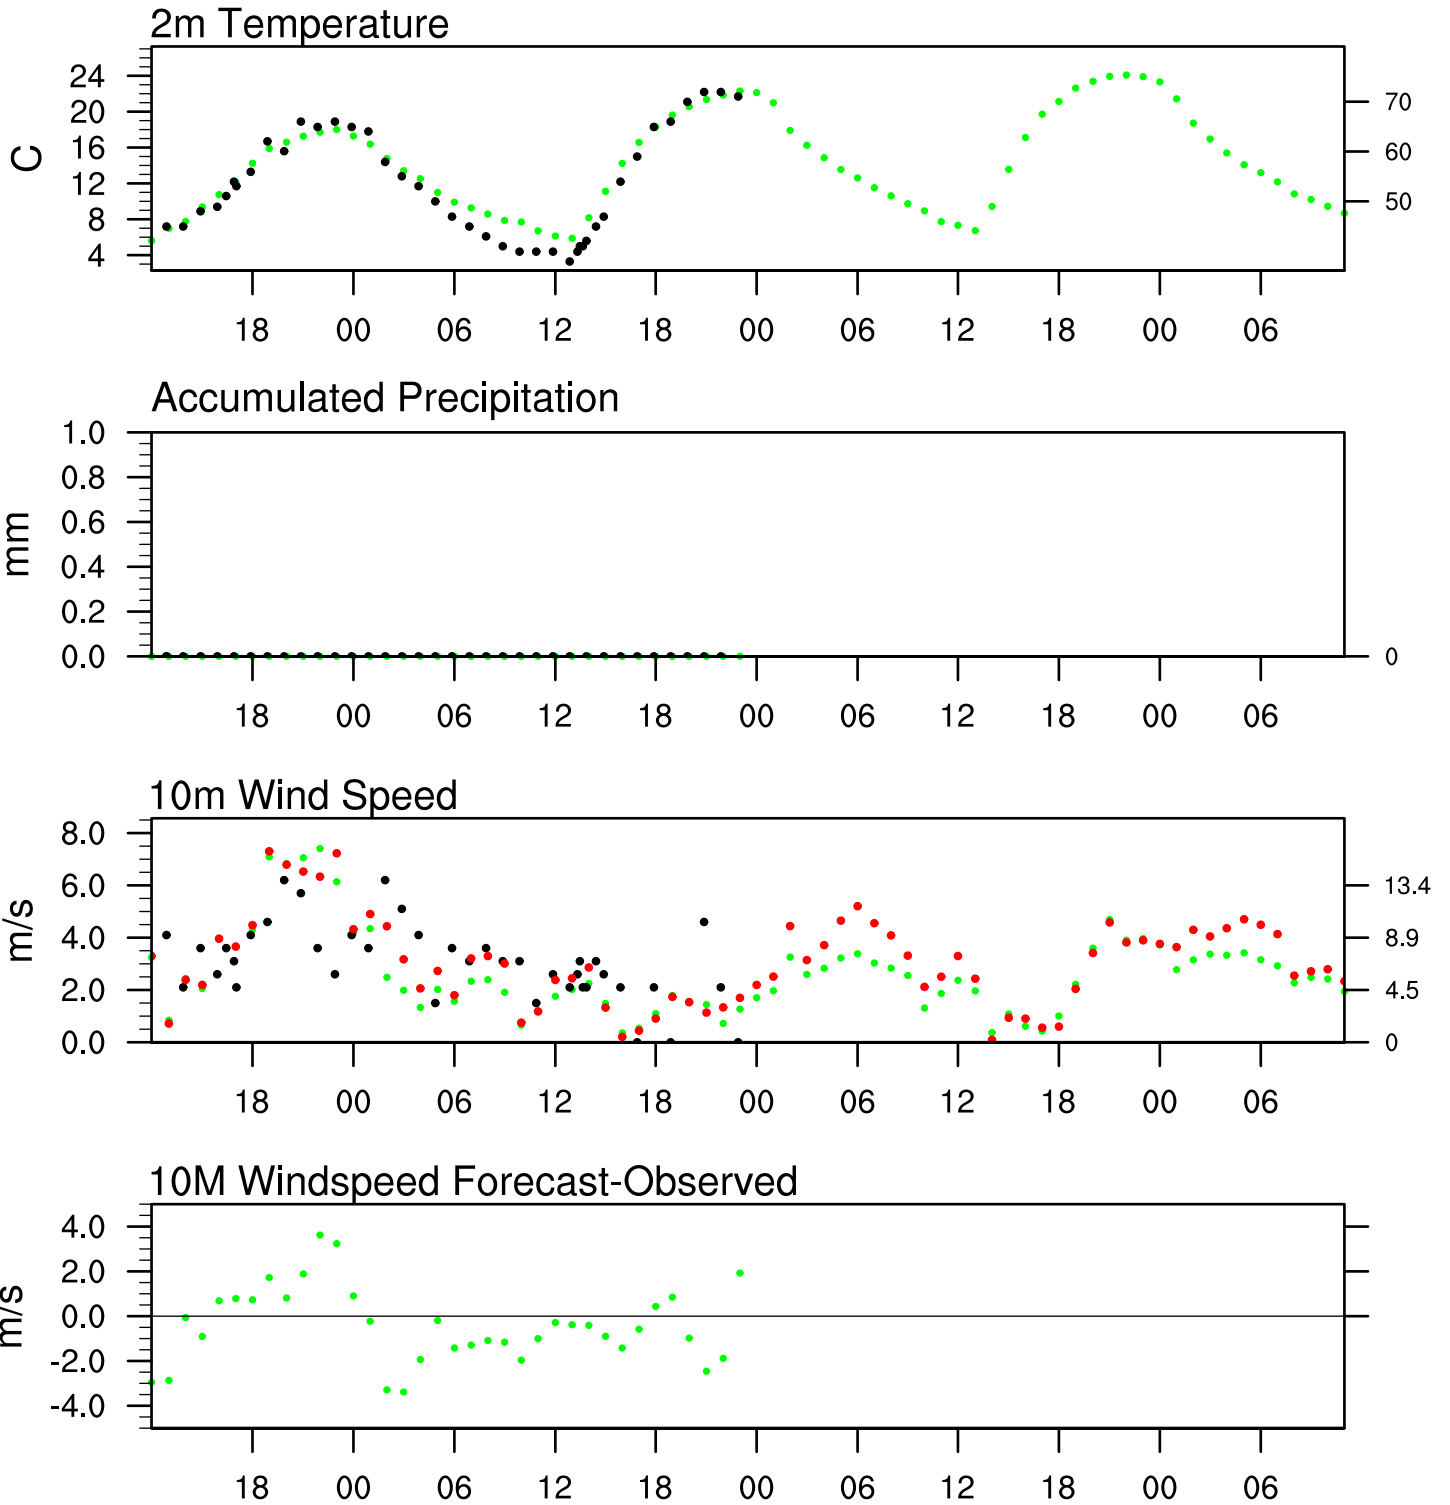 2m Temperature
24
20
16
12
8
4
C
70
60
50
18 00 06 12 18 00 06 12 18 00 06
Accumulated Precipitation
1.0
0.8
0.6
0.4
0.2
0.0
mm
0
18 00 06 12 18 00 06 12 18 00 06
10m Wind Speed
8.0
6.0
4.0
2.0
0.0
m/s
13.4
8.9
4.5
0
18 00 06 12 18 00 06 12 18 00 06
10M Windspeed Forecast-Observed
4.0
2.0
0.0
-2.0
-4.0
m/s
18 00 06 12 18 00 06 12 18 00 06